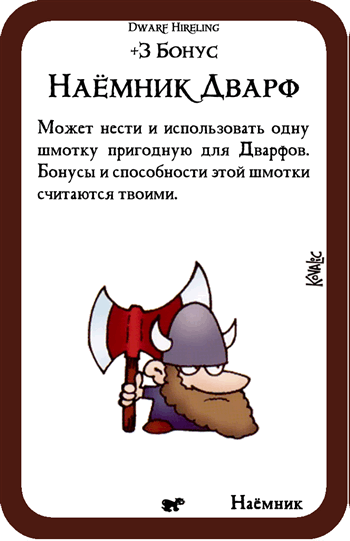 Dwarf Hireling
+3 Бонус
Наёмник Дварф
Может нести и использовать одну
шмотку пригодную для Дварфов.
Бонусы и способности этой шмотки
считаются твоими.
Kovalic
Наёмник